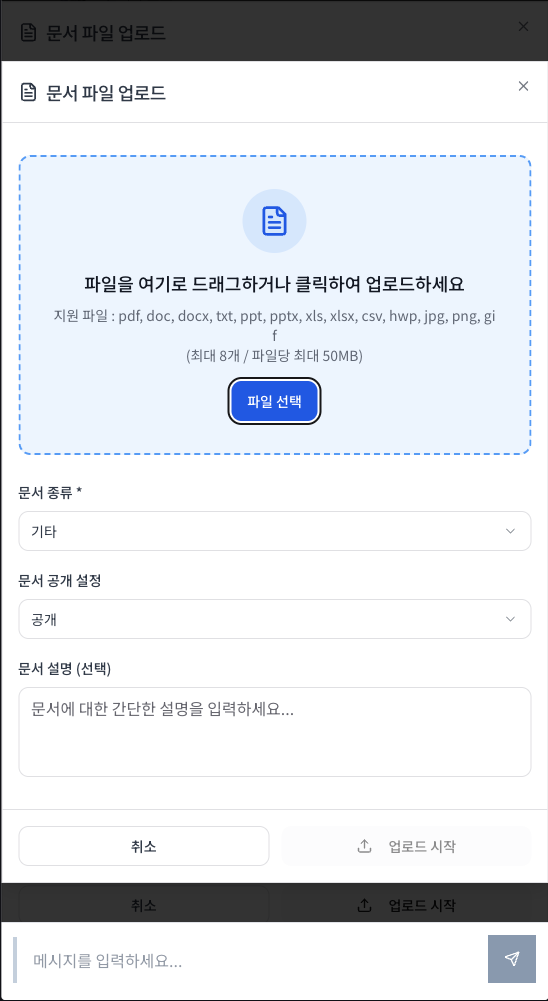 문서 파일 업로드
문서 파일 업로드
파일을 여기로 드래그하거나 클릭하여 업로드하세요
지원 파일 : pdf, doc, docx, txt, ppt, pptx, xls, xlsx, csv, hwp, jpg, png, gi
f
(최대 8개 / 파일당 최대 50MB)
파일 선택
문서 종류 *
기타
문서 공개 설정
공개
문서 설명 (선택)
문서에 대한 간단한 설명을 입력하세요...
취소 업로드 시작
취소 업로드 시작
메시지를 입력하세요...